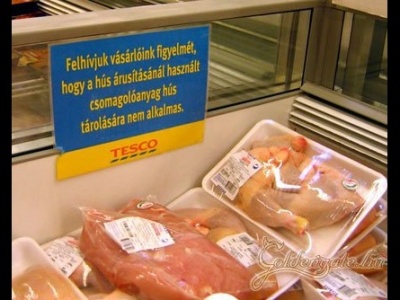 Felhívjuk vásárlóink figyelmét,
hogy a hús árusításánál használt
csomagolóanyag hús
tárolására nem alkalmas.
TESCO